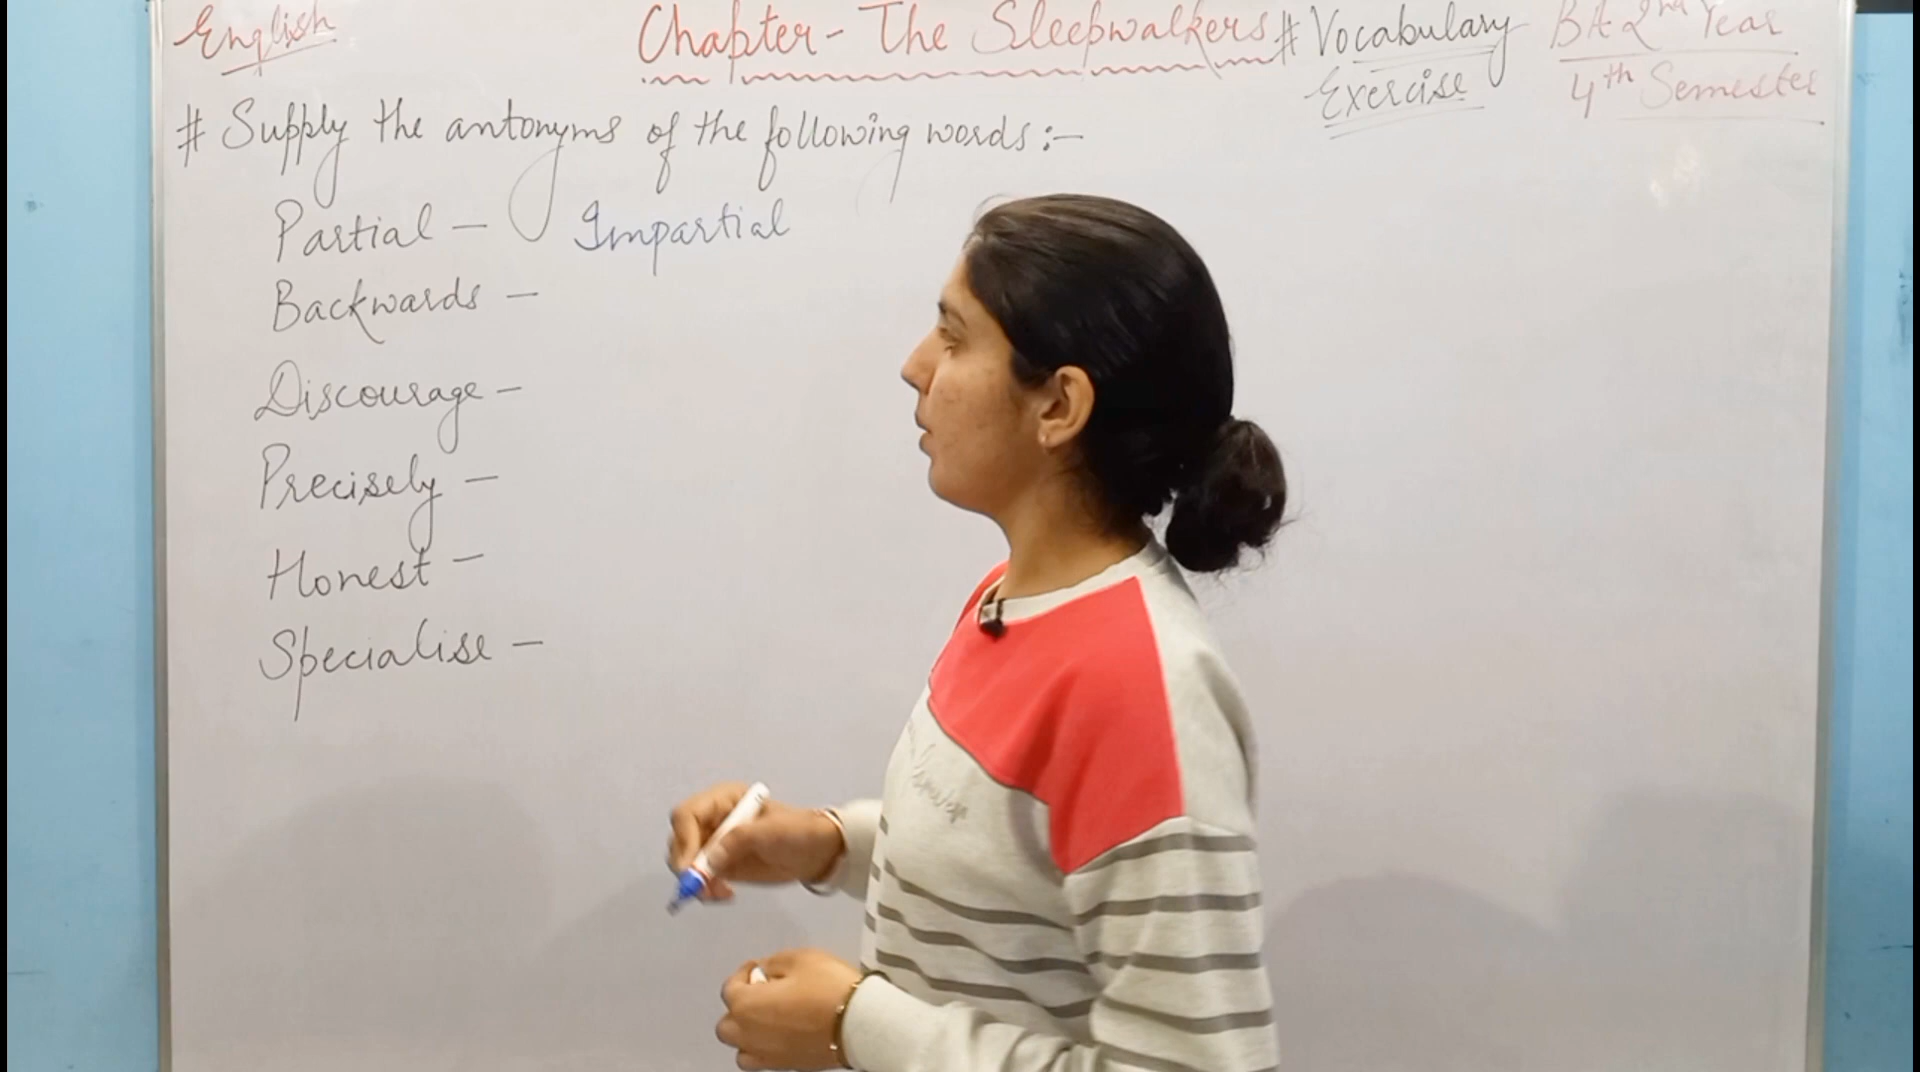 English
Chapter - The Sleepwalkers
# Vocabulary
Exercise
BA 2nd Year
4th Semester
# Supply the antonyms of the following words :-
Partial - Impartial
Backwards -
Discourage -
Precisely -
Honest -
Specialise -